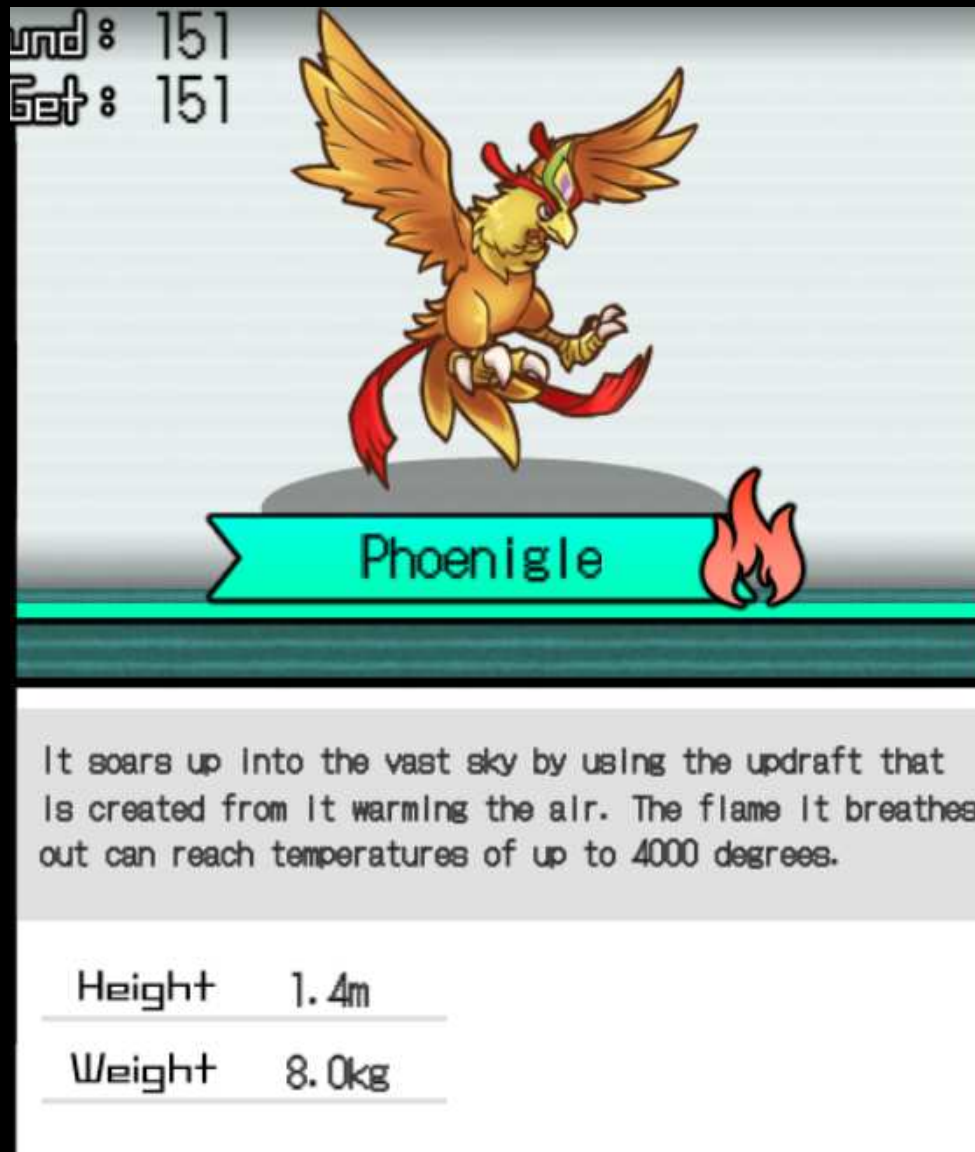 und: 151
Get: 151
Phoenigle
It soars up into the vast sky by using the updraft that
is created from it warming the air. The flame it breathes
out can reach temperatures of up to 4000 degrees.
Height 1.4m
Weight 8.0kg